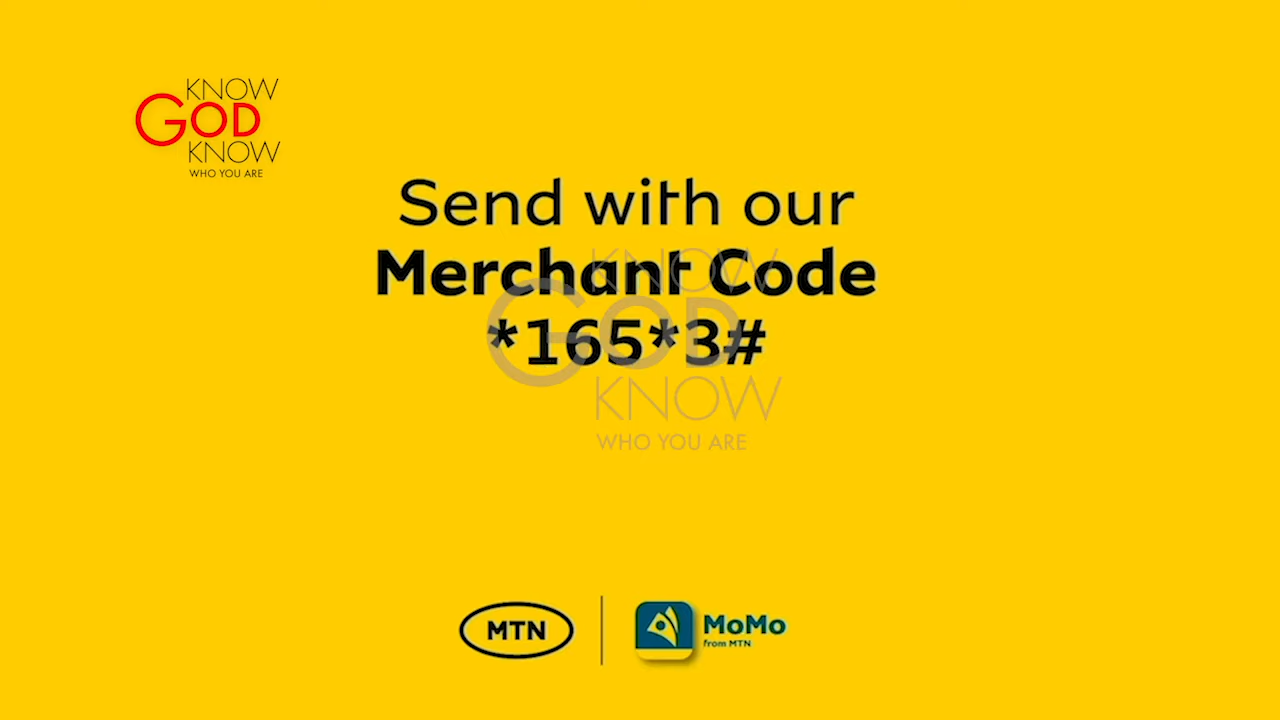 KNOW
GOD
KNOW
WHO YOU ARE
Send with our
Merchant Code
*165*3#
KNOW
GOD
KNOW
WHO YOU ARE
MTN
MoMo
from MTN